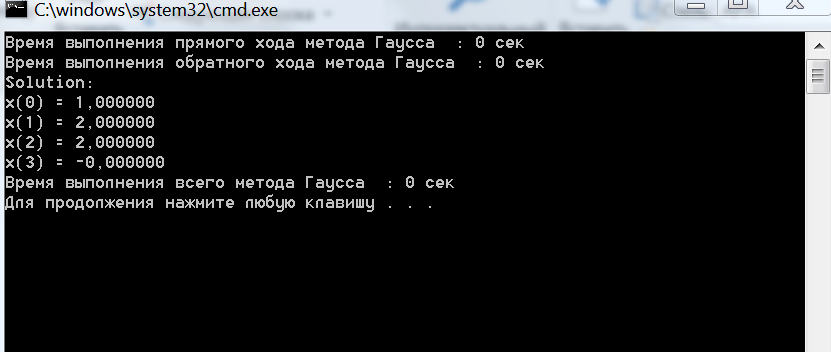 C:\windows\system32\cmd.exe
Время выполнения прямого хода метода Гаусса : 0 сек
Время выполнения обратного хода метода Гаусса : 0 сек
Solution:
x(0) = 1,000000
x(1) = 2,000000
x(2) = 2,000000
x(3) = -0,000000
Время выполнения всего метода Гаусса : 0 сек
Для продолжения нажмите любую клавишу . . .